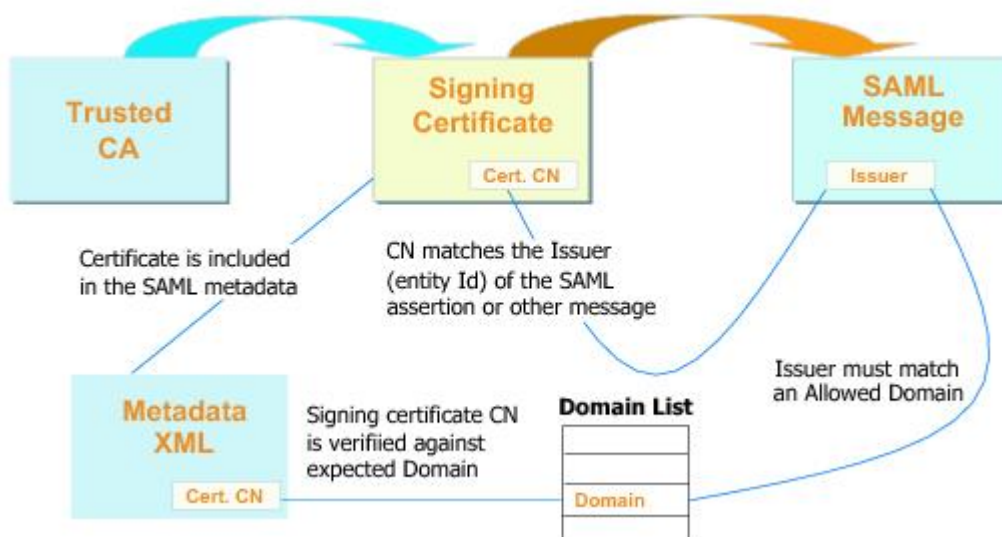 Trusted
CA
Signing
Certificate
Cert. CN
SAML
Message
Issuer
Certificate is included
in the SAML metadata
CN matches the Issuer
(entity Id) of the SAML
assertion or other message
Issuer must match
an Allowed Domain
Metadata
XML
Cert. CN
Signing certificate CN
is verifiied against
expected Domain
Domain List
Domain